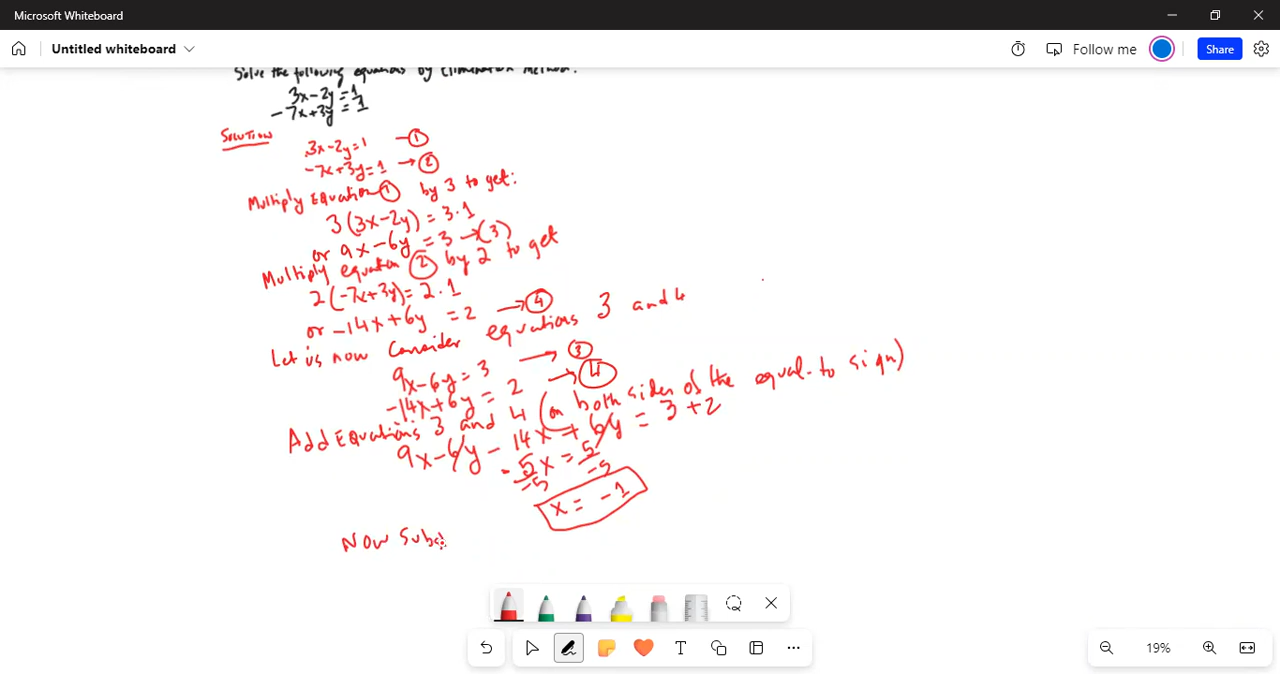 Microsoft Whiteboard
Untitled whiteboard
Follow me
Share
Solve the following equations by Elimination Method:
3x-2y=1
-7x+3y=1
Solution
3x-2y=1 → ①
-7x+3y=1 → ②
Multiply Equation ① by 3 to get:
3(3x-2y)=3·1
or 9x-6y=3 →(3)
Multiply equation ② by 2 to get
2(-7x+3y)=2·1
or -14x+6y=2 → ④
Let us now Consider equations 3 and 4
9x-6y=3 → ③
-14x+6y=2 → ④
Add Equations 3 and 4 (on both sides of the equal-to sign)
9x-6y-14x+6y=3+2
-5x/-5=5/-5
x=-1
Now Subs
19%